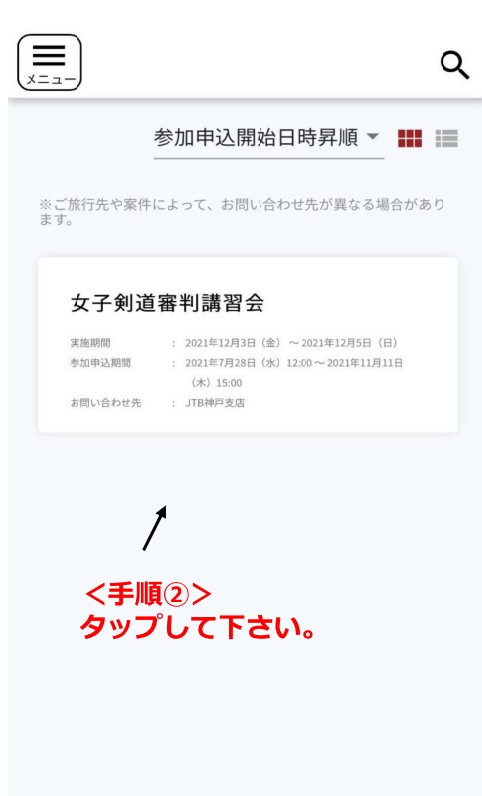 メニュー
参加申込開始日時昇順
※ご旅行先や案件によって、お問い合わせ先が異なる場合があり
ます。
女子剣道審判講習会
実施期間 : 2021年12月3日（金） ～2021年12月5日（日）
参加申込期間 : 2021年7月28日（水）12:00～2021年11月11日
（木）15:00
お問い合わせ先 : JTB神戸支店
＜手順②＞
タップして下さい。